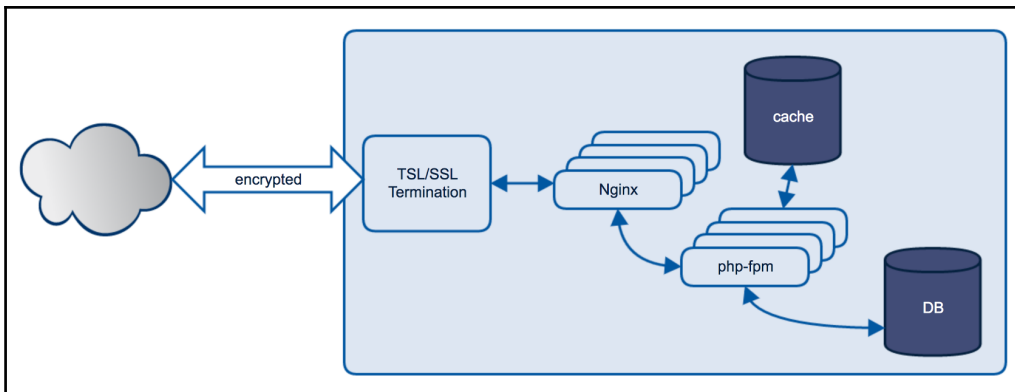 encrypted
TSL/SSL
Termination
Nginx
cache
php-fpm
DB